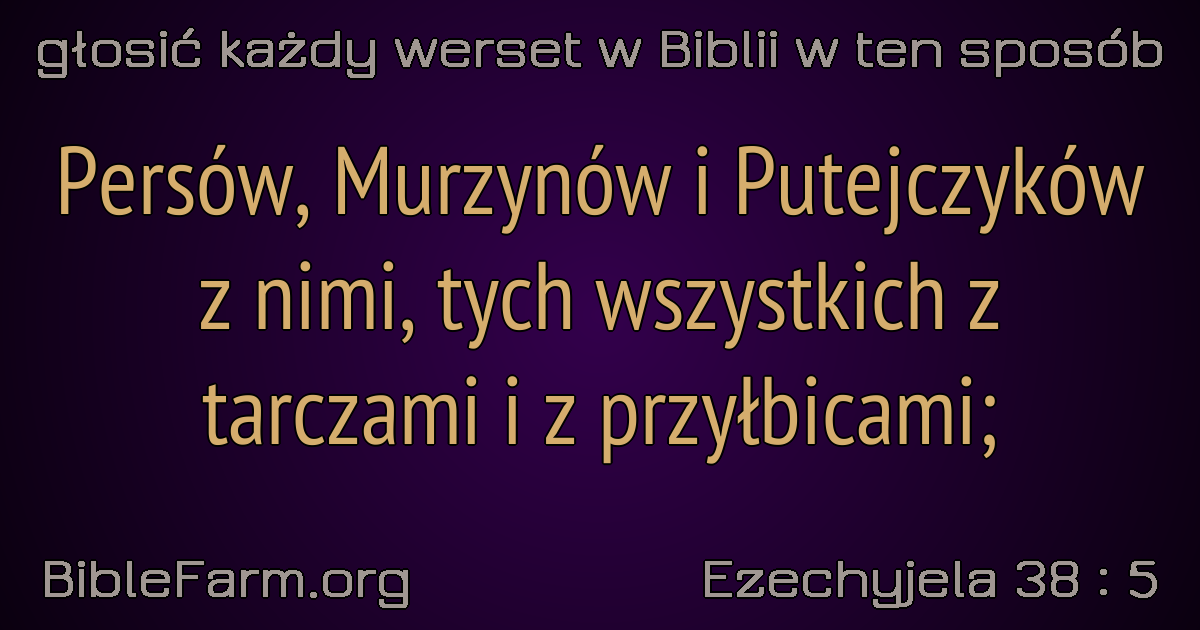 głosić każdy werset w Biblii w ten sposób
Persów, Murzynów i Putejczyków
z nimi, tych wszystkich z
tarczami i z przyłbicami;
BibleFarm.org
Ezechyjela 38 : 5